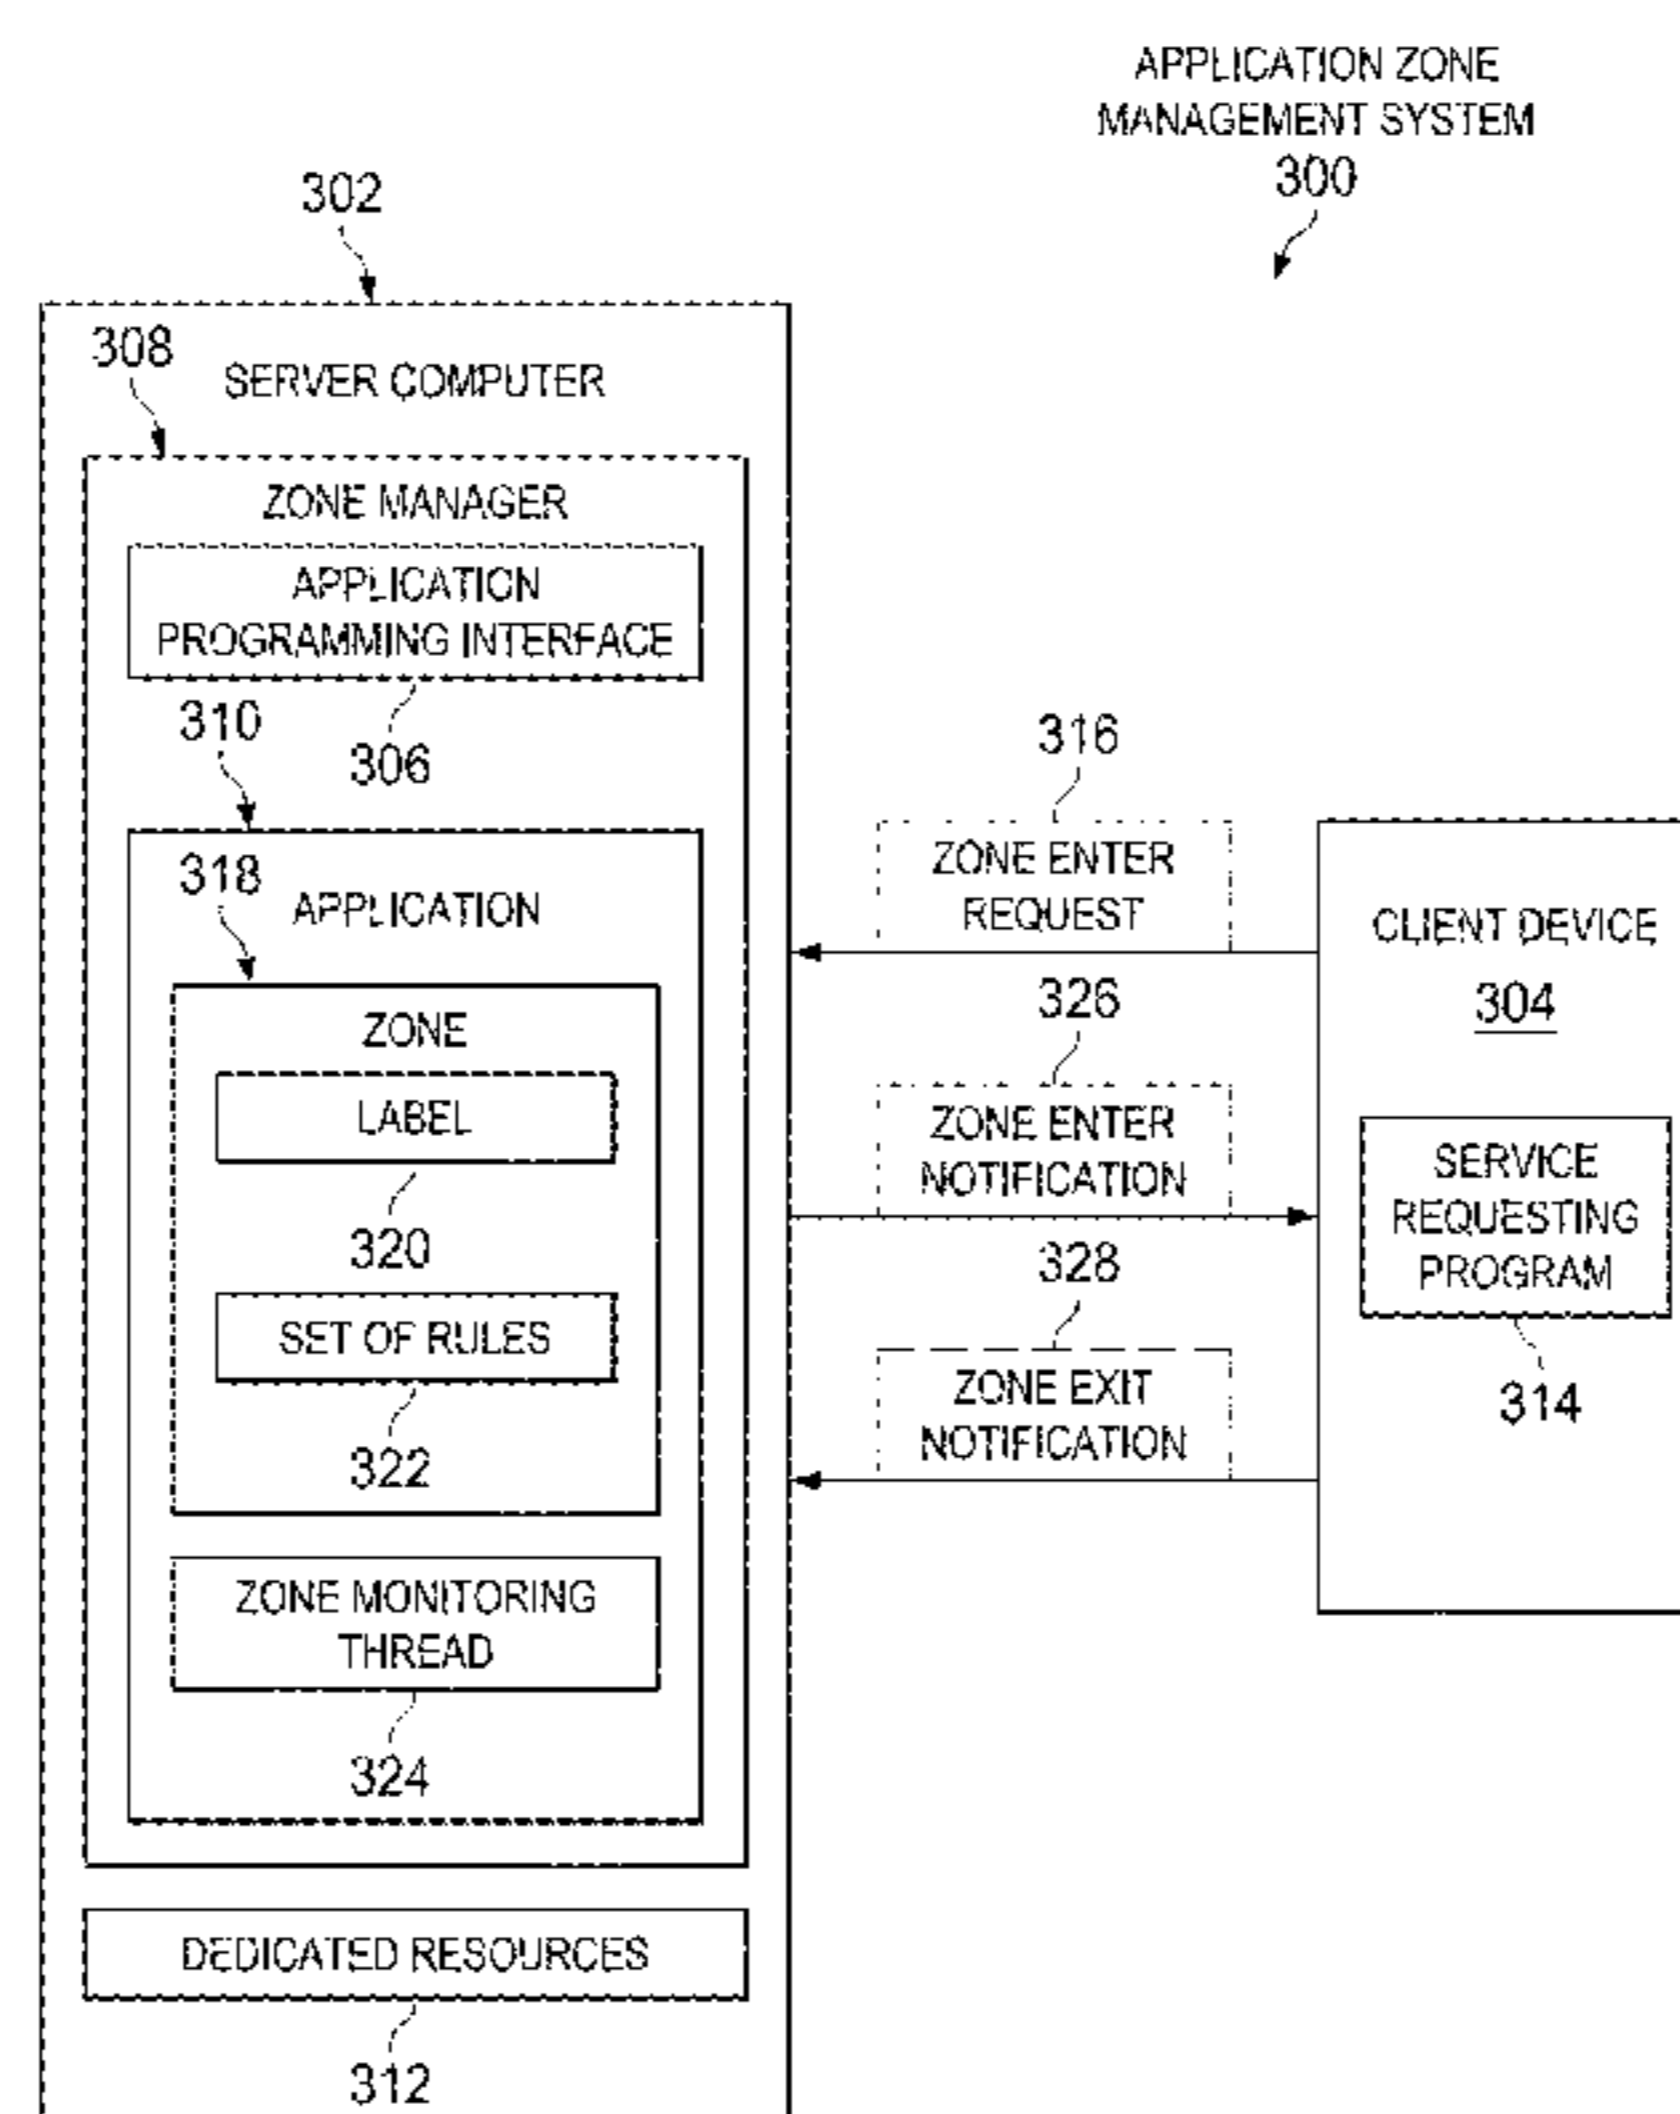 APPLICATION ZONE
MANAGEMENT SYSTEM
300
302
308
SERVER COMPUTER
ZONE MANAGER
APPLICATION
PROGRAMMING INTERFACE
306
310
318
APPLICATION
ZONE
LABEL
320
SET OF RULES
322
ZONE MONITORING
THREAD
324
DEDICATED RESOURCES
312
316
ZONE ENTER
REQUEST
326
ZONE ENTER
NOTIFICATION
328
ZONE EXIT
NOTIFICATION
CLIENT DEVICE
304
SERVICE
REQUESTING
PROGRAM
314